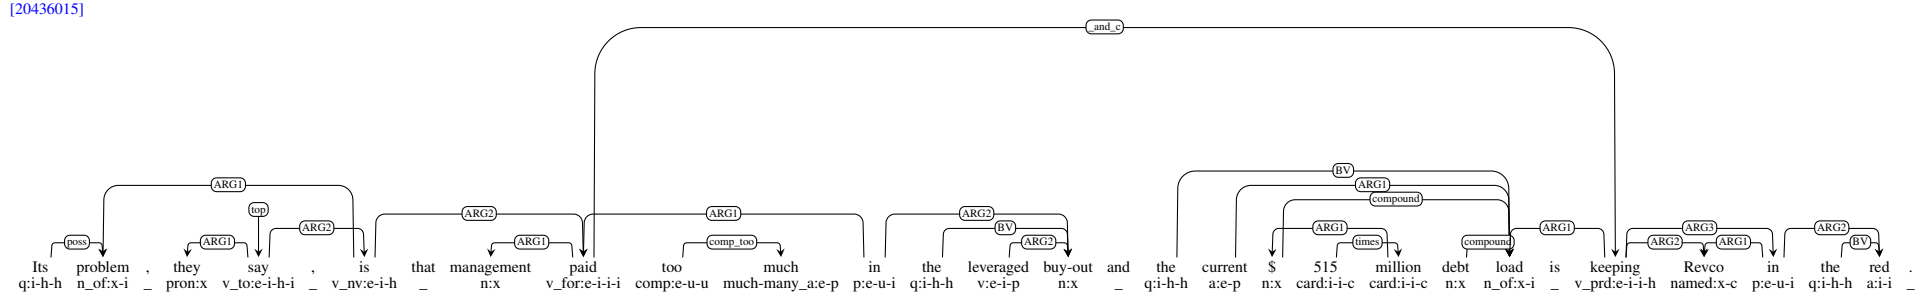 [20436015]
_and_c
BV
ARG1 ARG1
top compound
ARG2 ARG1 ARG2
ARG2 BV ARG1 ARG1 ARG3 ARG2
poss ARG1 ARG1 comp_too ARG2 times compound ARG2 ARG1 BV
Its problem , they say , is that management paid too much in the leveraged buy-out and the current $ 515 million debt load is keeping Revco in the red .
q:i-h-h n_of:x-i _ pron:x v_to:e-i-h-i _ v_nv:e-i-h _ n:x v_for:e-i-i-i comp:e-u-u much-many_a:e-p p:e-u-i q:i-h-h v:e-i-p n:x _ q:i-h-h a:e-p n:x card:i-i-c card:i-i-c n:x n_of:x-i _ v_prd:e-i-i-h named:x-c p:e-u-i q:i-h-h a:i-i _